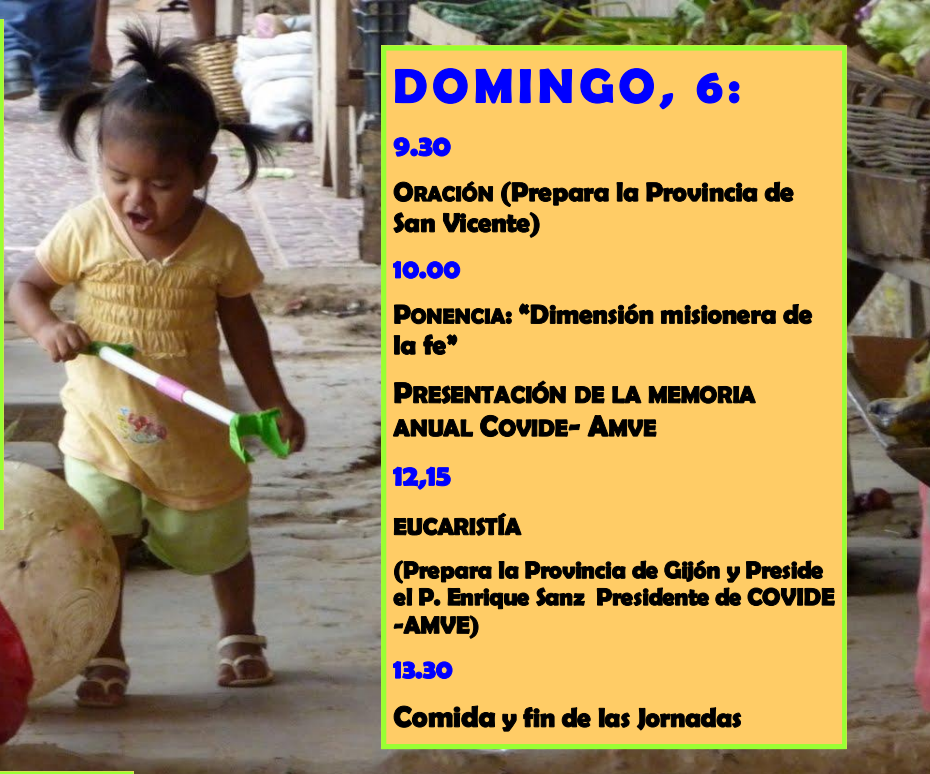 DOMINGO, 6:
9.30
ORACIÓN (Prepara la Provincia de
San Vicente)
10.00
PONENCIA: “Dimensión misionera de
la fe”
PRESENTACIÓN DE LA MEMORIA
ANUAL COVIDE- AMVE
12,15
EUCARISTÍA
(Prepara la Provincia de Gijón y Preside
el P. Enrique Sanz Presidente de COVIDE
-AMVE)
13.30
Comida y fin de las Jornadas